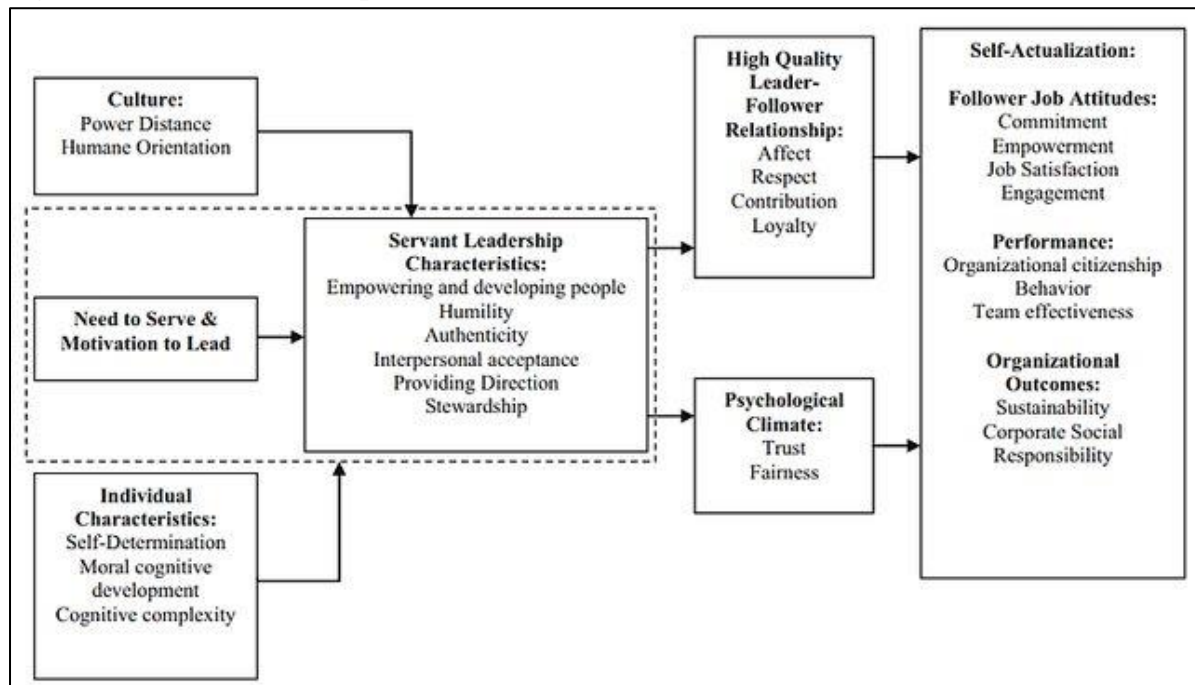 Culture:
Power Distance
Humane Orientation
Need to Serve &
Motivation to Lead
Individual
Characteristics:
Self-Determination
Moral cognitive
development
Cognitive complexity
Servant Leadership
Characteristics:
Empowering and developing people
Humility
Authenticity
Interpersonal acceptance
Providing Direction
Stewardship
High Quality
Leader-
Follower
Relationship:
Affect
Respect
Contribution
Loyalty
Psychological
Climate:
Trust
Fairness
Self-Actualization:
Follower Job Attitudes:
Commitment
Empowerment
Job Satisfaction
Engagement
Performance:
Organizational citizenship
Behavior
Team effectiveness
Organizational
Outcomes:
Sustainability
Corporate Social
Responsibility